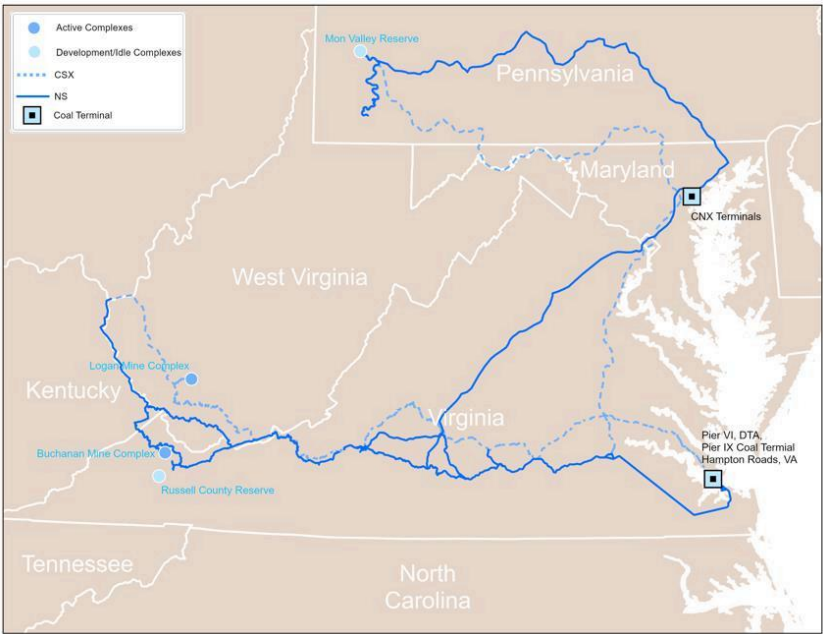 Active Complexes
Development/Idle Complexes
CSX
NS
Coal Terminal
Mon Valley Reserve
Pennsylvania
Maryland
CNX Terminals
West Virginia
Logan Mine Complex
Kentucky
Virginia
Pier VI, DTA,
Pier IX Coal Termial
Hampton Roads, VA
Buchanan Mine Complex
Russell County Reserve
Tennessee
North
Carolina